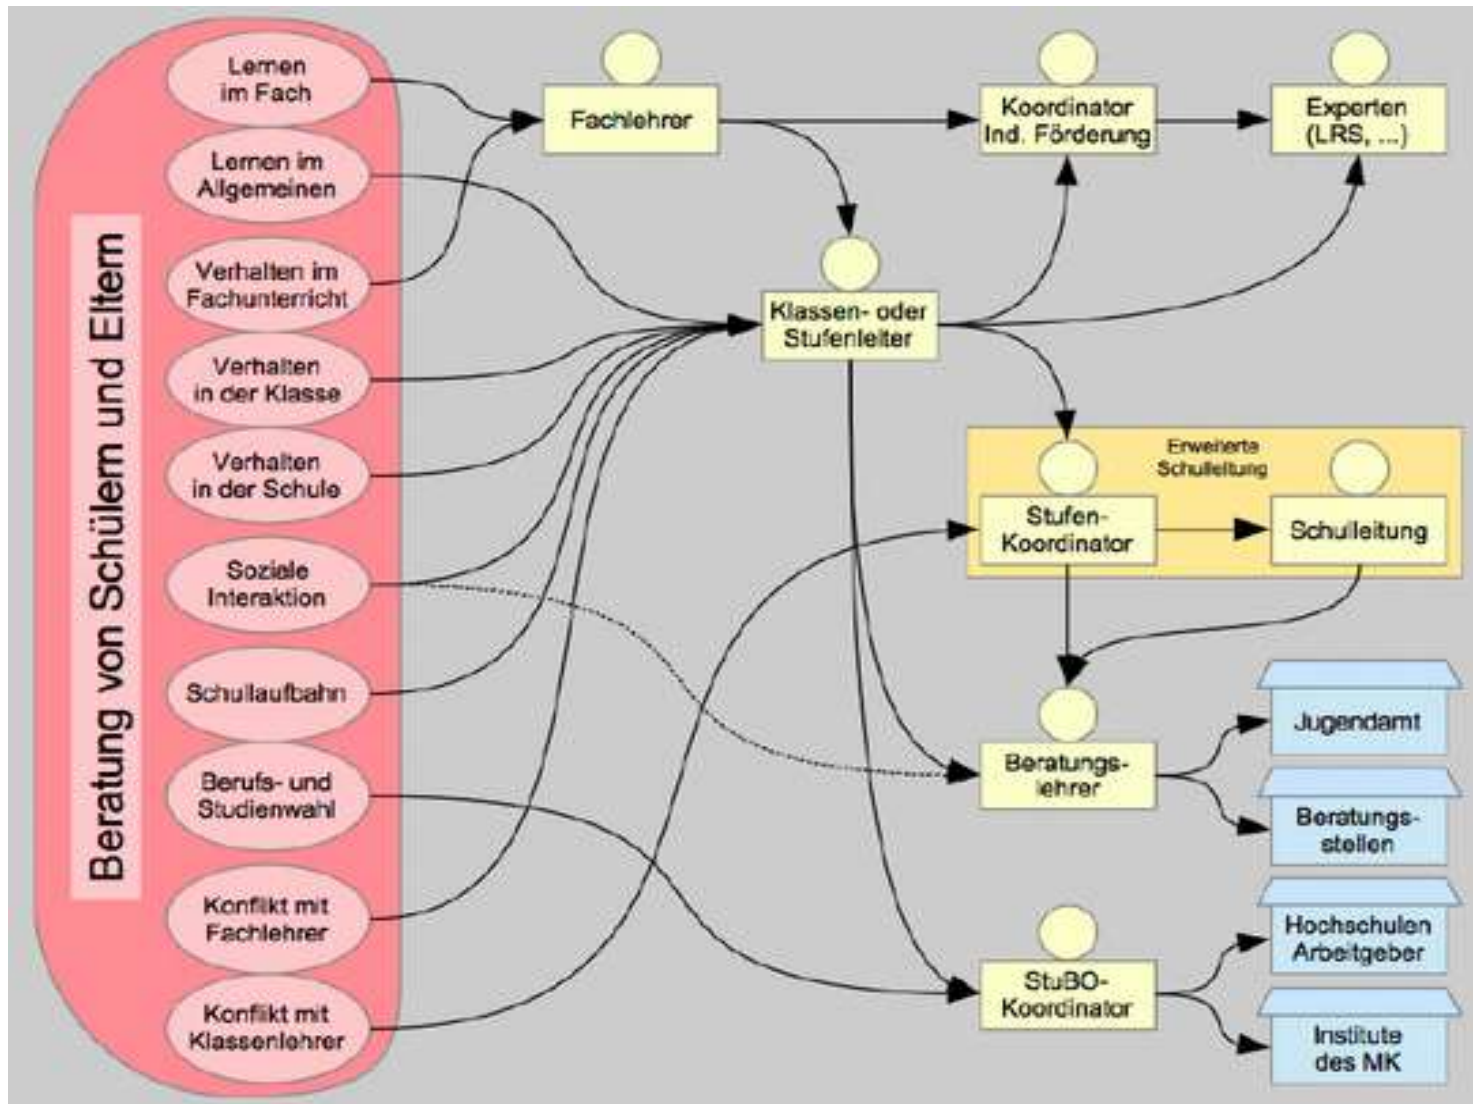 Beratung von Schülern und Eltern
Lernen
im Fach
Lernen im
Allgemeinen
Verhalten im
Fachunterricht
Verhalten
in der Klasse
Verhalten
in der Schule
Soziale
Interaktion
Schullaufbahn
Berufs- und
Studienwahl
Konflikt mit
Fachlehrer
Konflikt mit
Klassenlehrer
Fachlehrer
Koordinator
Ind. Förderung
Experten
(LRS, ...)
Klassen- oder
Stufenleiter
Erweiterte
Schulleitung
Stufen-
Koordinator
Schulleitung
Beratungs-
lehrer
Jugendamt
Beratungs-
stellen
StuBO-
Koordinator
Hochschulen
Arbeitgeber
Institute
des MK